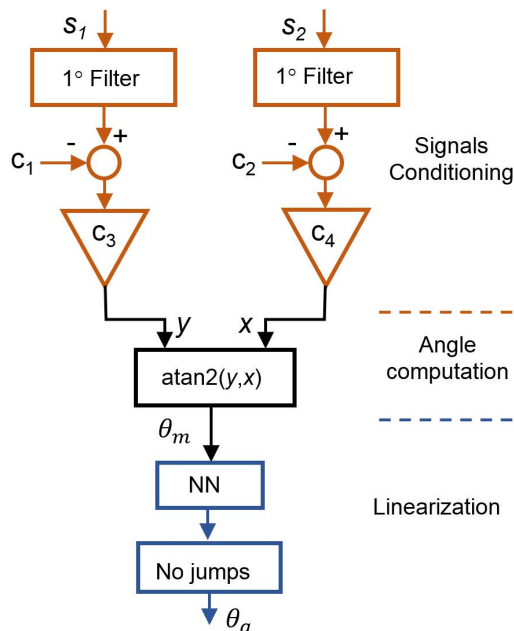 s1 s2
1° Filter 1° Filter
- + - +
c1 c2
Signals
Conditioning
c3 c4
y x
atan2(y,x)
Angle
computation
θm
NN
Linearization
No jumps
θa